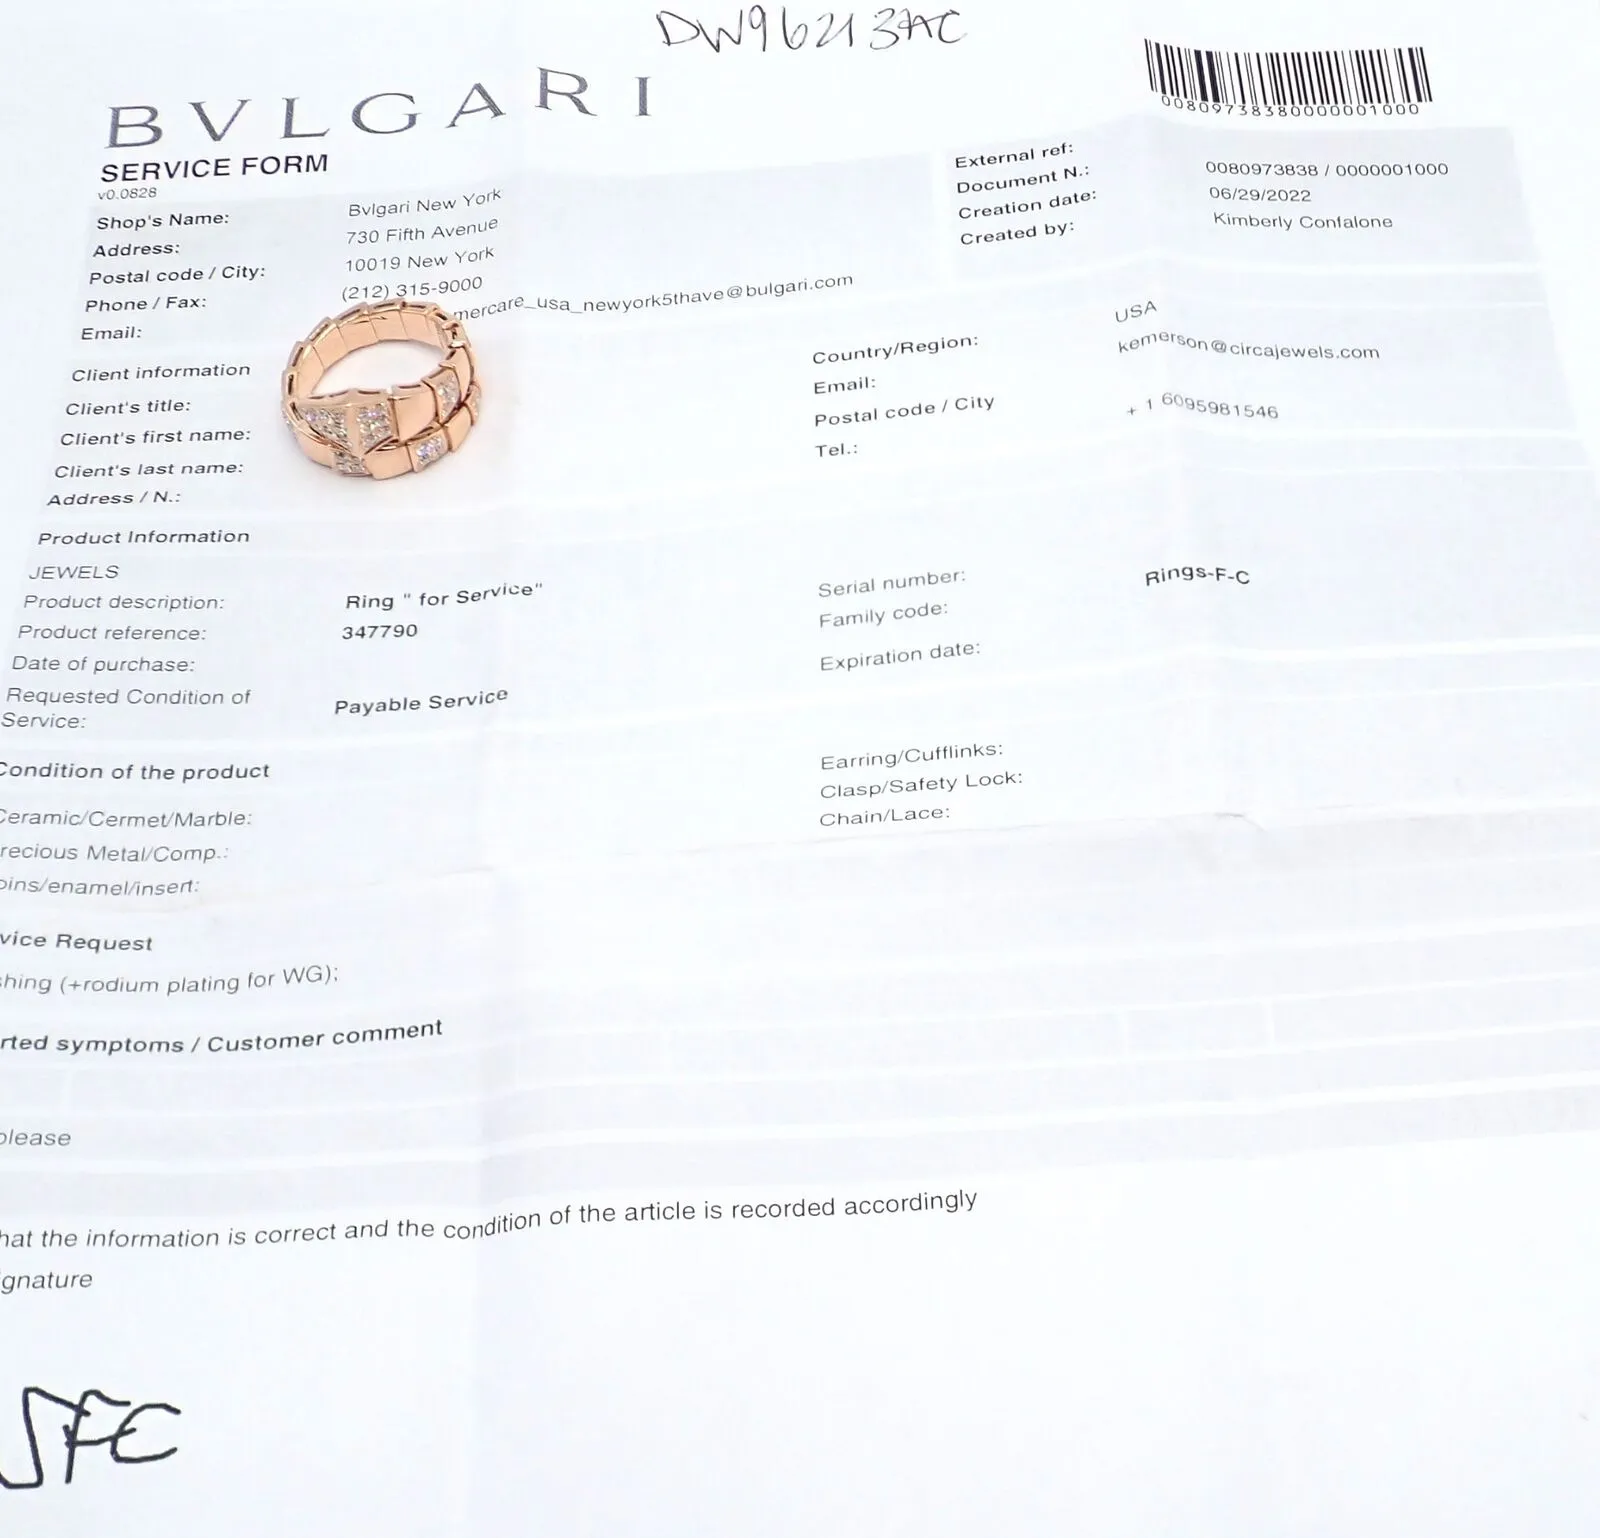 DW96213AC
BVLGARI
SERVICE FORM
v0.0828
00809738380000001000
Shop's Name: Bvlgari New York
Address: 730 Fifth Avenue
Postal code / City: 10019 New York
Phone / Fax: (212) 315-9000
Email: mercare_usa_newyork5thave@bulgari.com
External ref:
Document N.: 0080973838 / 0000001000
Creation date: 06/29/2022
Created by: Kimberly Confalone
Client information
Client's title:
Client's first name:
Client's last name:
Address / N.:
Country/Region: USA
Email: kemerson@circajewels.com
Postal code / City
Tel.: + 1 6095981546
Product Information
JEWELS
Product description: Ring " for Service"
Product reference: 347790
Date of purchase:
Requested Condition of
Service: Payable Service
Serial number:
Family code: Rings-F-C
Expiration date:
Condition of the product
Ceramic/Cermet/Marble:
recious Metal/Comp.:
oins/enamel/insert:
Earring/Cufflinks:
Clasp/Safety Lock:
Chain/Lace:
vice Request
shing (+rodium plating for WG);
rted symptoms / Customer comment
please
hat the information is correct and the condition of the article is recorded accordingly
ignature